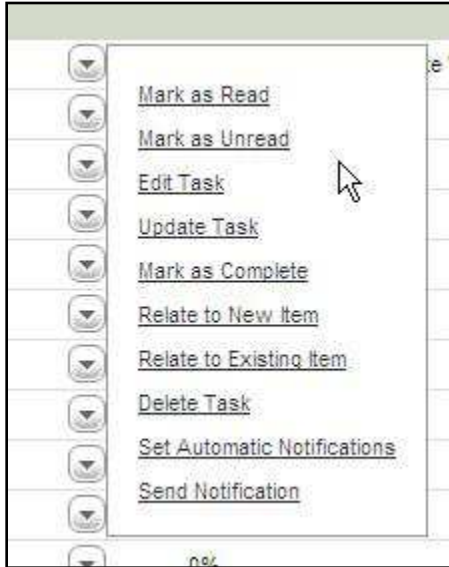 te
Mark as Read
Mark as Unread
Edit Task
Update Task
Mark as Complete
Relate to New Item
Relate to Existing Item
Delete Task
Set Automatic Notifications
Send Notification
0%